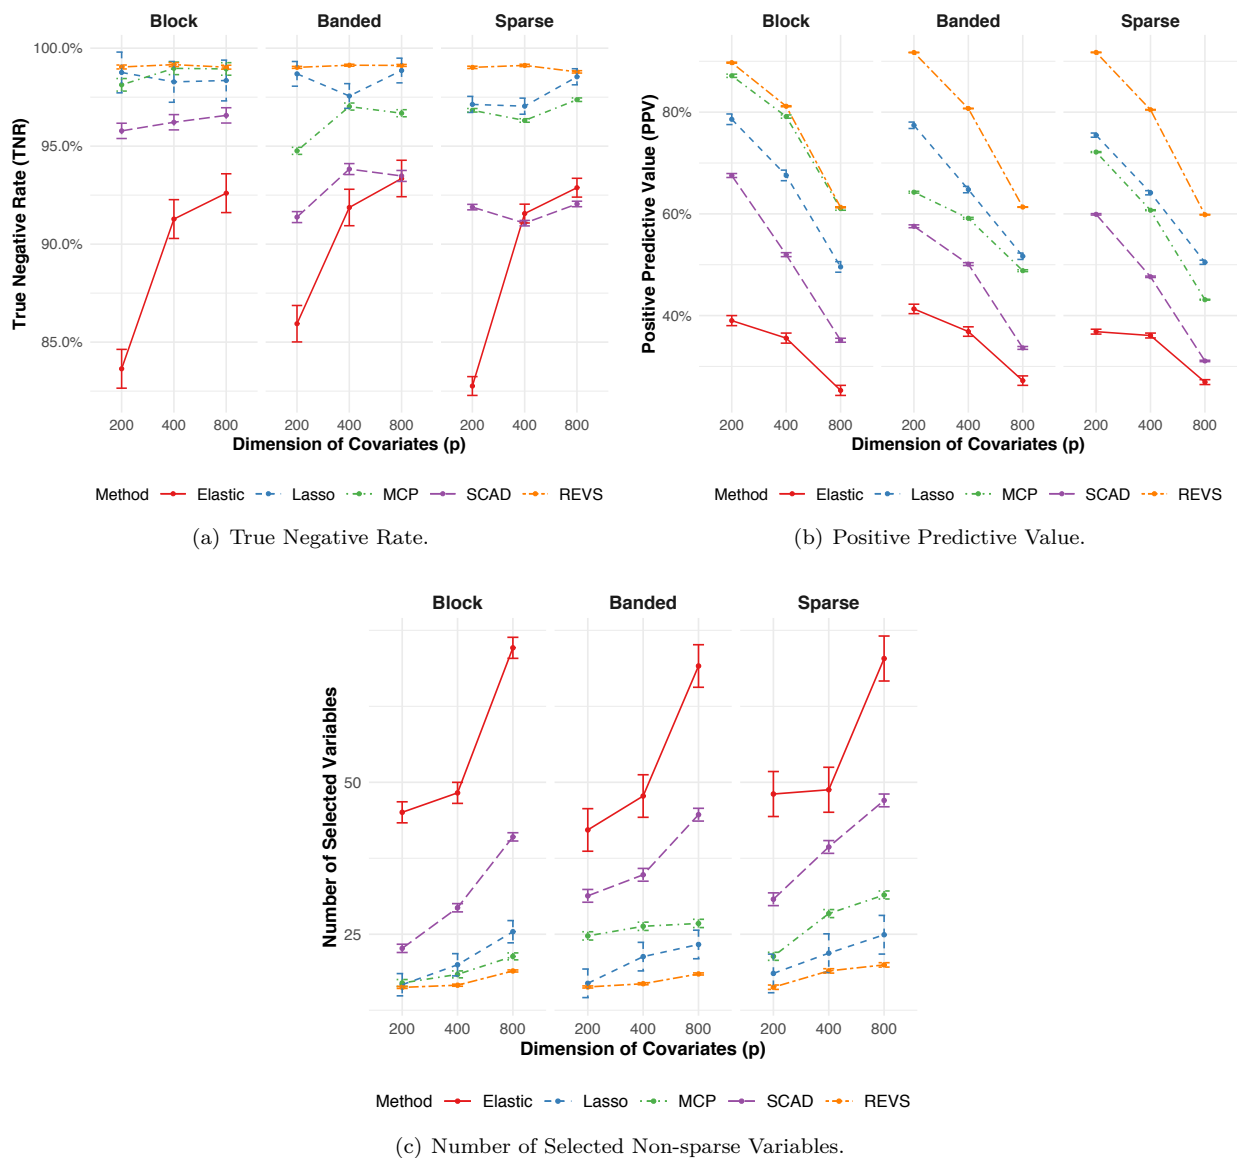 Block Banded Sparse
100.0%
95.0%
90.0%
85.0%
True Negative Rate (TNR)
200 400 800 200 400 800 200 400 800
Dimension of Covariates (p)
Method Elastic Lasso MCP SCAD REVS
(a) True Negative Rate.
Block Banded Sparse
80%
60%
40%
Positive Predictive Value (PPV)
200 400 800 200 400 800 200 400 800
Dimension of Covariates (p)
Method Elastic Lasso MCP SCAD REVS
(b) Positive Predictive Value.
Block Banded Sparse
50
25
Number of Selected Variables
200 400 800 200 400 800 200 400 800
Dimension of Covariates (p)
Method Elastic Lasso MCP SCAD REVS
(c) Number of Selected Non-sparse Variables.